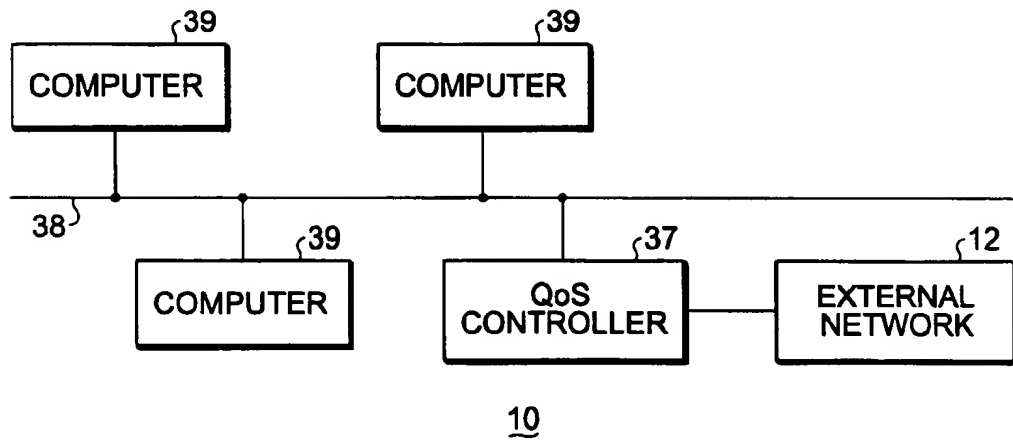 39
39
COMPUTER
COMPUTER
38
39
37
12
COMPUTER
QoS
CONTROLLER
EXTERNAL
NETWORK
10